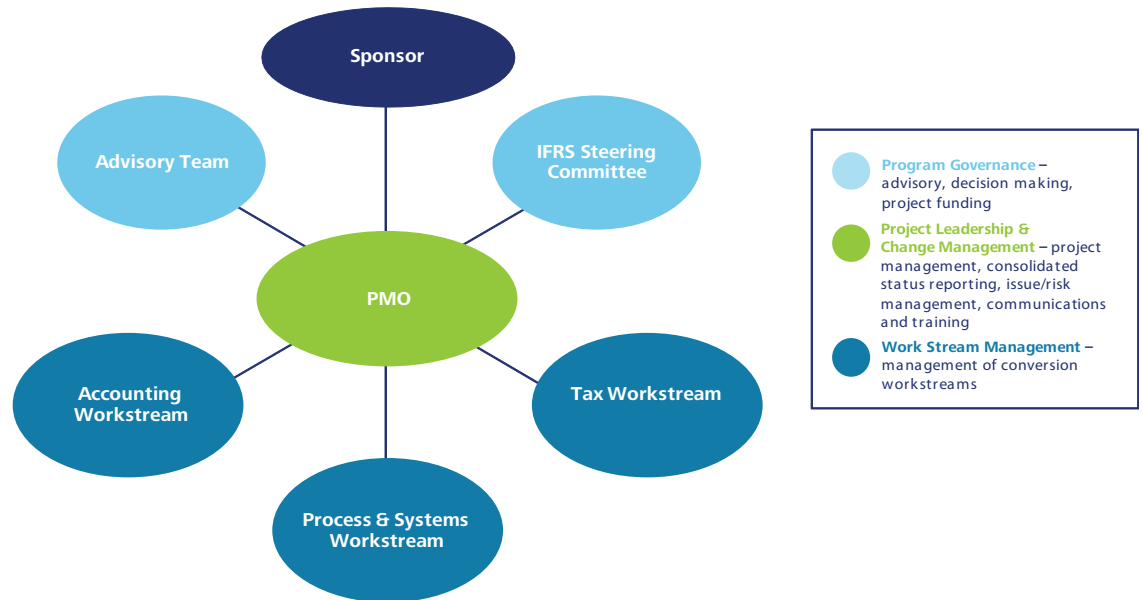 Sponsor
Advisory Team
IFRS Steering
Committee
PMO
Accounting
Workstream
Tax Workstream
Process & Systems
Workstream
Program Governance –
advisory, decision making,
project funding
Project Leadership &
Change Management – project
management, consolidated
status reporting, issue/risk
management, communications
and training
Work Stream Management –
management of conversion
workstreams